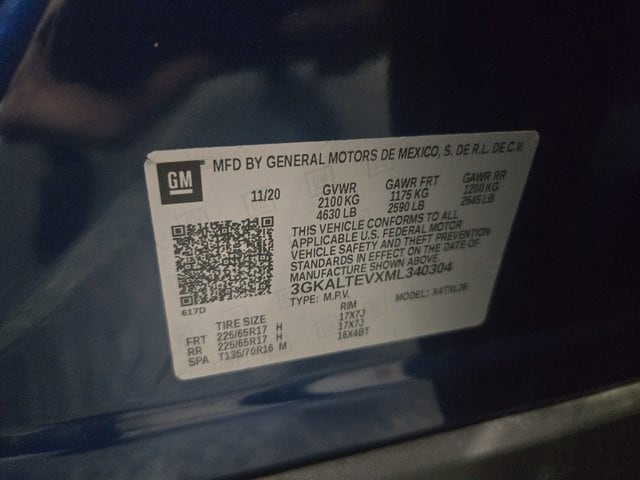 GM
MFD BY GENERAL MOTORS DE MEXICO, S. DE R.L. DE C.V.
11/20 GVWR GAWR FRT GAWR RR
2100 KG 1175 KG 1200 KG
4630 LB 2590 LB 2645 LB
THIS VEHICLE CONFORMS TO ALL
APPLICABLE U.S. FEDERAL MOTOR
VEHICLE SAFETY AND THEFT PREVENTION
STANDARDS IN EFFECT ON THE DATE OF
MANUFACTURE SHOWN ABOVE.
3GKALTEVXML340304
617D
TYPE: M.P.V. MODEL: X4TXL26
TIRE SIZE RIM
FRT 225/65R17 H 17X7J
RR 225/65R17 H 17X7J
SPA T135/70R16 M 16X4BT